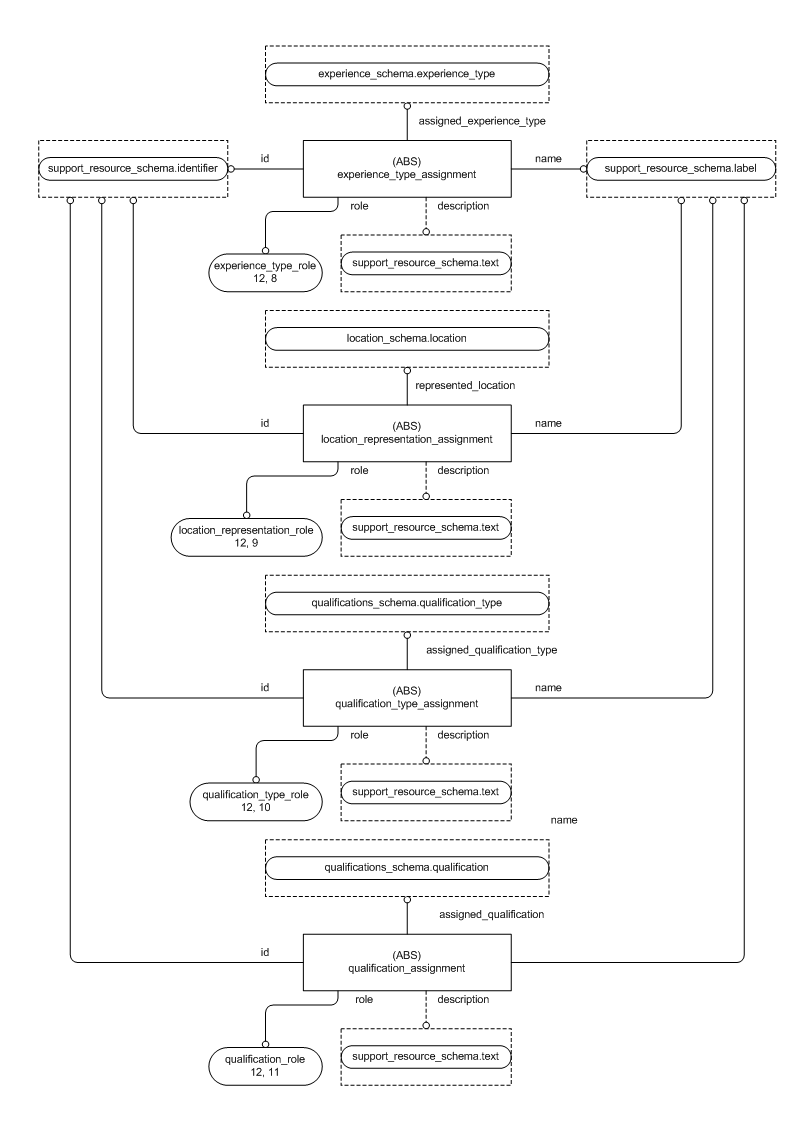 experience_schema.experience_type
assigned_experience_type
support_resource_schema.identifier
id
(ABS)
experience_type_assignment
name
support_resource_schema.label
role
description
experience_type_role
12, 8
support_resource_schema.text
location_schema.location
represented_location
id
(ABS)
location_representation_assignment
name
role
description
location_representation_role
12, 9
support_resource_schema.text
qualifications_schema.qualification_type
assigned_qualification_type
id
(ABS)
qualification_type_assignment
name
role
description
qualification_type_role
12, 10
support_resource_schema.text
name
qualifications_schema.qualification
assigned_qualification
id
(ABS)
qualification_assignment
role
description
qualification_role
12, 11
support_resource_schema.text